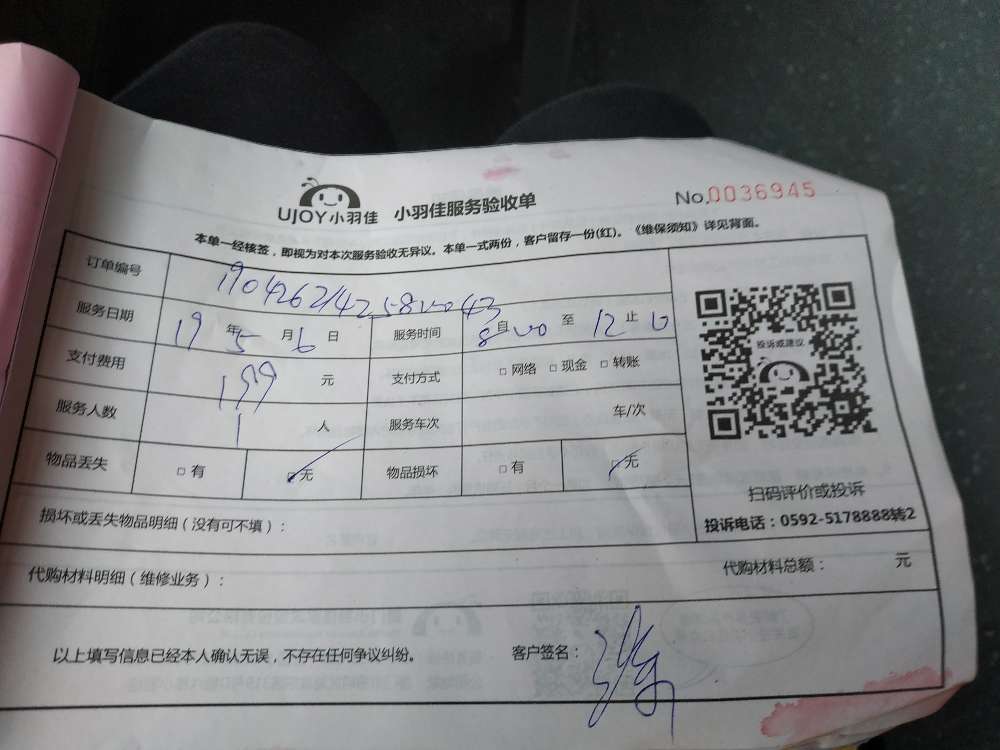 UJOY小羽佳 小羽佳服务验收单 No.0036945
本单一经核签，即视为对本次服务验收无异议。本单一式两份，客户留存一份(红)。《维保须知》详见背面。
订单编号
服务日期 19 年 5 月 6 日 服务时间 自 8:00 至 12 止
支付费用 199 元 支付方式 □ 网络 □ 现金 □ 转账
服务人数 1 人 服务车次 车/次
物品丢失 □ 有 □ 无 物品损坏 □ 有 □ 无
投诉或建议
扫码评价或投诉
投诉电话：0592-5178888转2
损坏或丢失物品明细（没有可不填）：
代购材料明细（维修业务）： 代购材料总额： 元
以上填写信息已经本人确认无误，不存在任何争议纠纷。 客户签名：